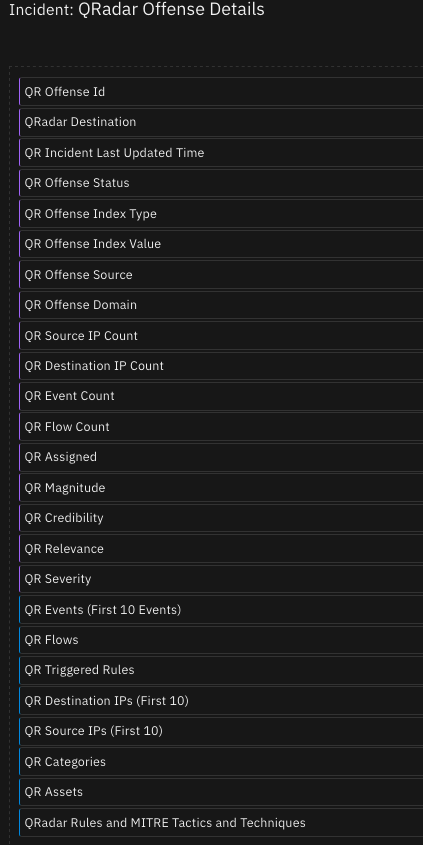 Incident: QRadar Offense Details
QR Offense Id
QRadar Destination
QR Incident Last Updated Time
QR Offense Status
QR Offense Index Type
QR Offense Index Value
QR Offense Source
QR Offense Domain
QR Source IP Count
QR Destination IP Count
QR Event Count
QR Flow Count
QR Assigned
QR Magnitude
QR Credibility
QR Relevance
QR Severity
QR Events (First 10 Events)
QR Flows
QR Triggered Rules
QR Destination IPs (First 10)
QR Source IPs (First 10)
QR Categories
QR Assets
QRadar Rules and MITRE Tactics and Techniques